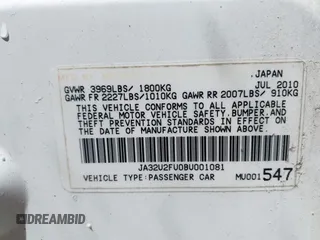 JAPAN
GVWR 3969LBS/ 1800KG JUL 2010
GAWR FR 2227LBS/1010KG GAWR RR 2007LBS/ 910KG
THIS VEHICLE CONFORMS TO ALL APPLICABLE
FEDERAL MOTOR VEHICLE SAFETY, BUMPER, AND
THEFT PREVENTION STANDARDS IN EFFECT ON
THE DATE OF MANUFACTURE SHOWN ABOVE.
JA32U2FU0BU001081
VEHICLE TYPE:PASSENGER CAR MU001547
DREAMBID